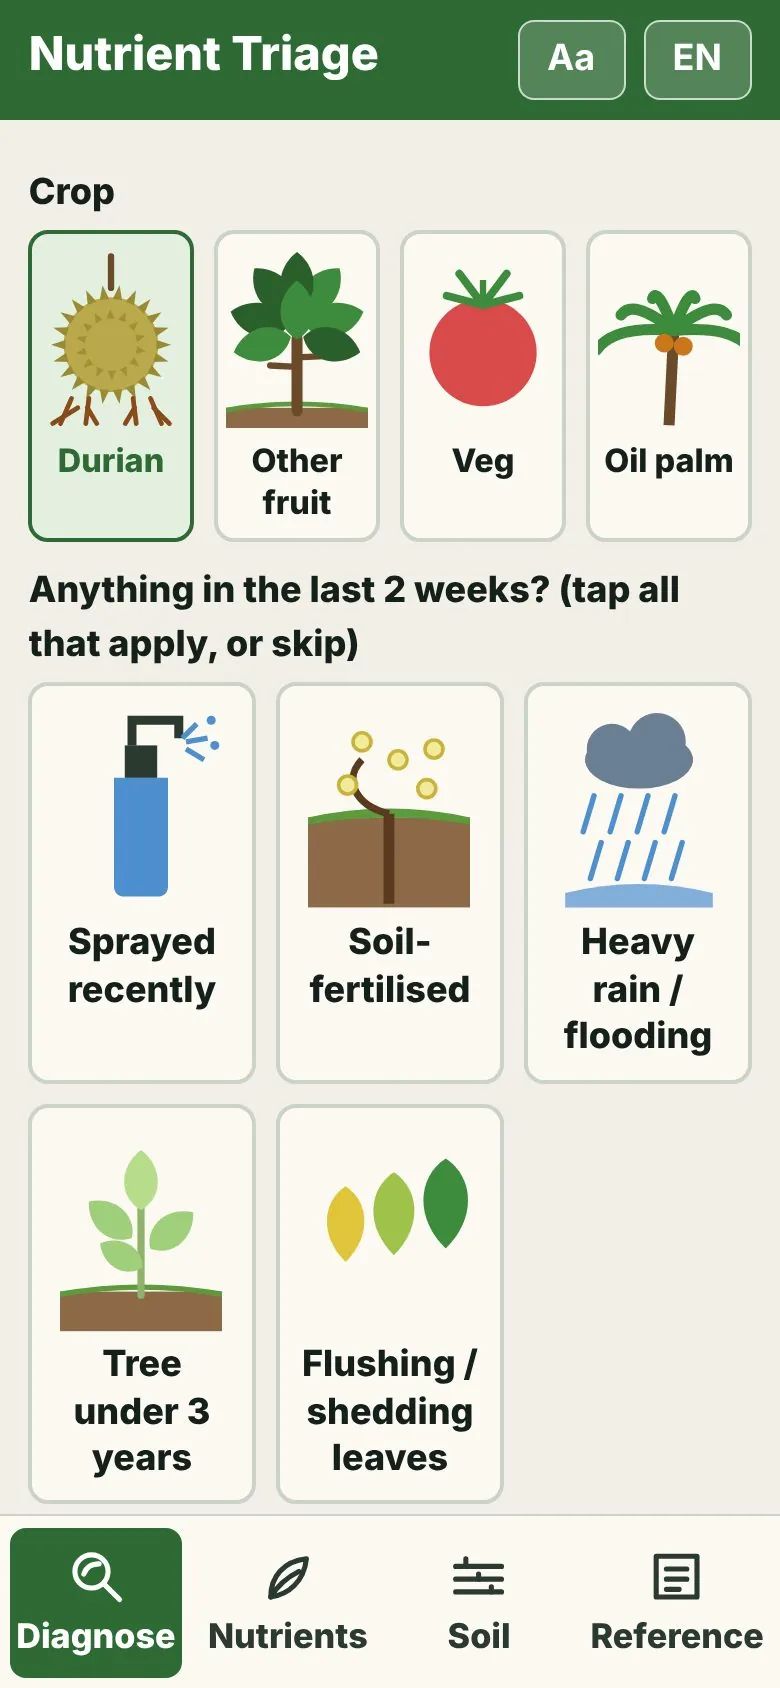 Nutrient Triage
Aa
EN
Crop
Durian
Other
fruit
Veg
Oil palm
Anything in the last 2 weeks? (tap all
that apply, or skip)
Sprayed
recently
Soil-
fertilised
Heavy
rain /
flooding
Tree
under 3
years
Flushing /
shedding
leaves
Diagnose
Nutrients
Soil
Reference